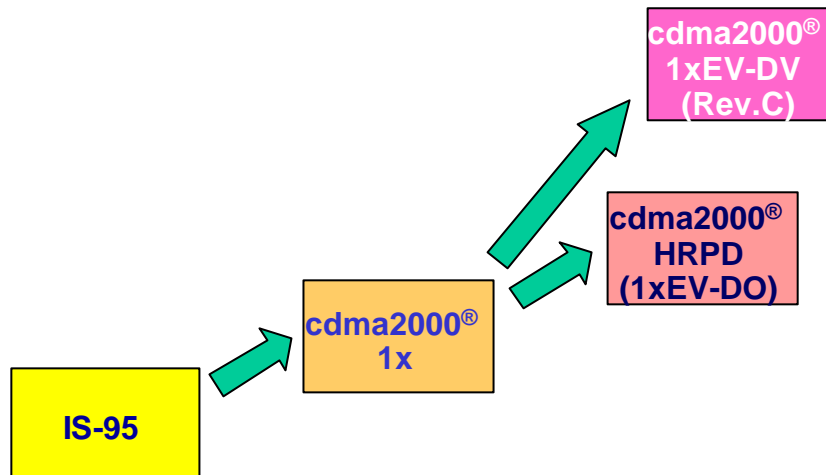 cdma2000®
1xEV-DV
(Rev.C)
cdma2000®
HRPD
(1xEV-DO)
cdma2000®
1x
IS-95